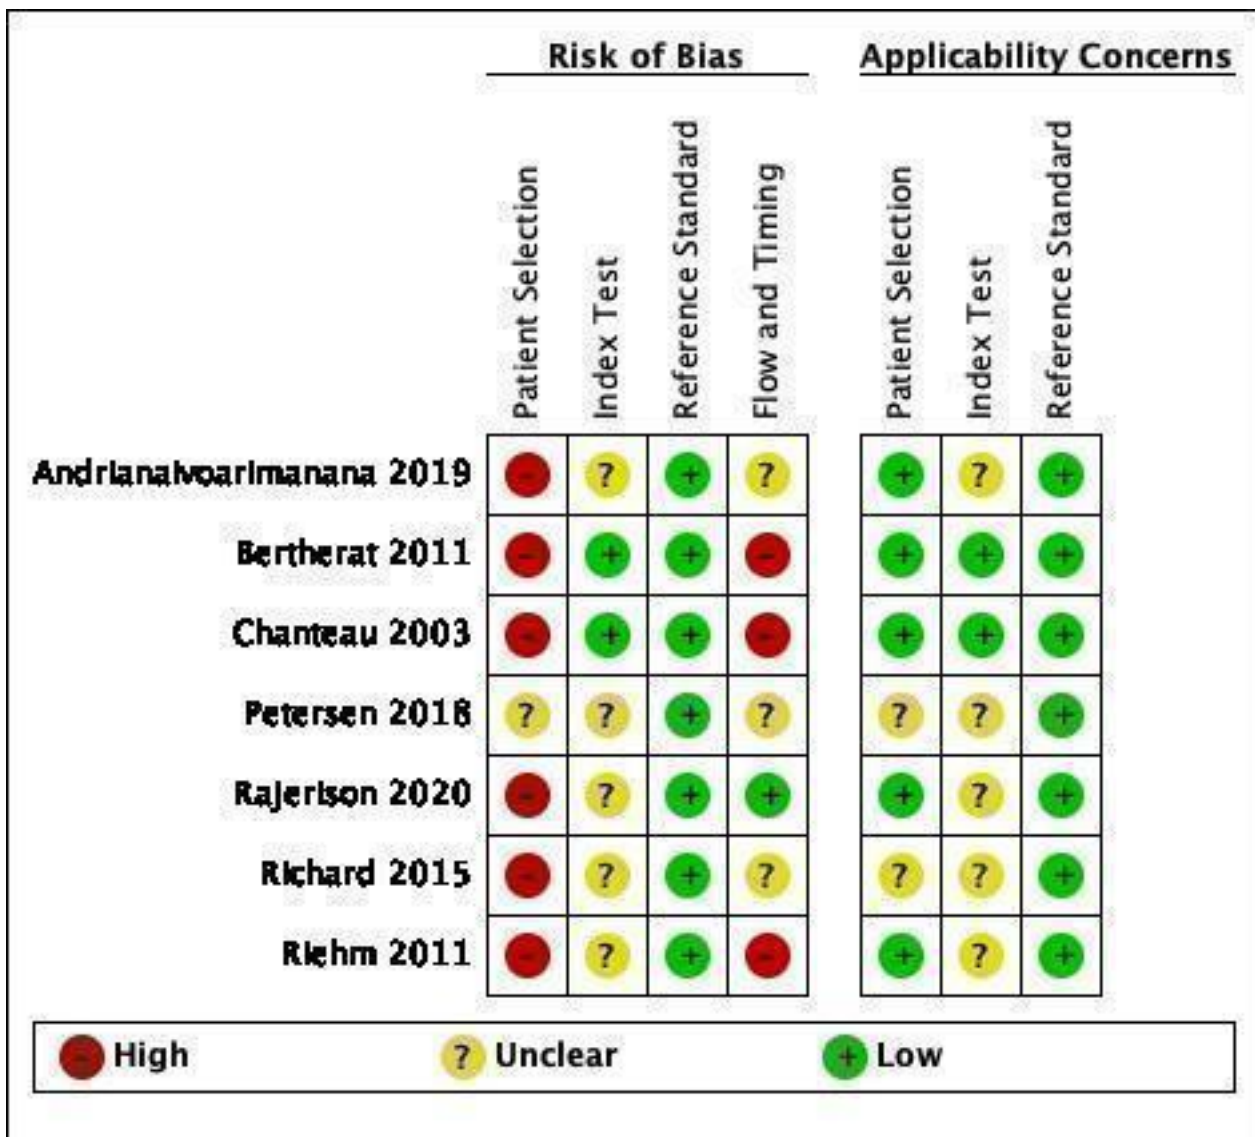 Risk of Bias Applicability Concerns
Patient Selection Index Test Reference Standard Flow and Timing Patient Selection Index Test Reference Standard
Andrianaivoarimanana 2019 - ? + ? + ? +
Bertherat 2011 - + + - + + +
Chanteau 2003 - + + - + + +
Petersen 2018 ? ? + ? ? ? +
Rajerison 2020 - ? + + + ? +
Richard 2015 - ? + ? ? ? +
Riehm 2011 - ? + - + ? +
- High ? Unclear + Low